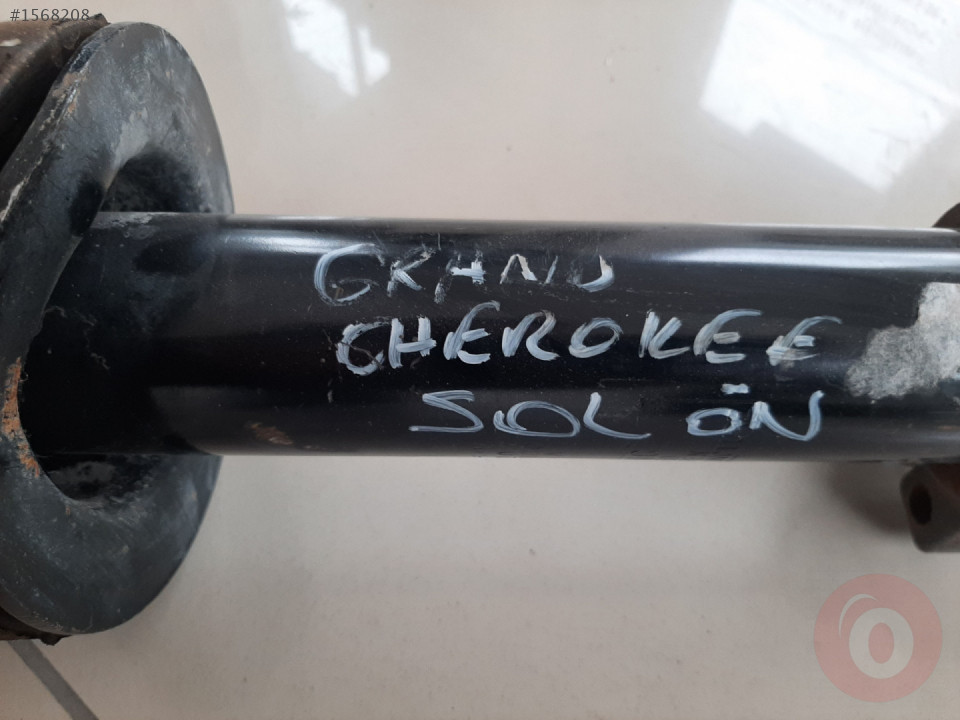 #1568208
GRAND
CHEROKEE
SOL ÖN
O